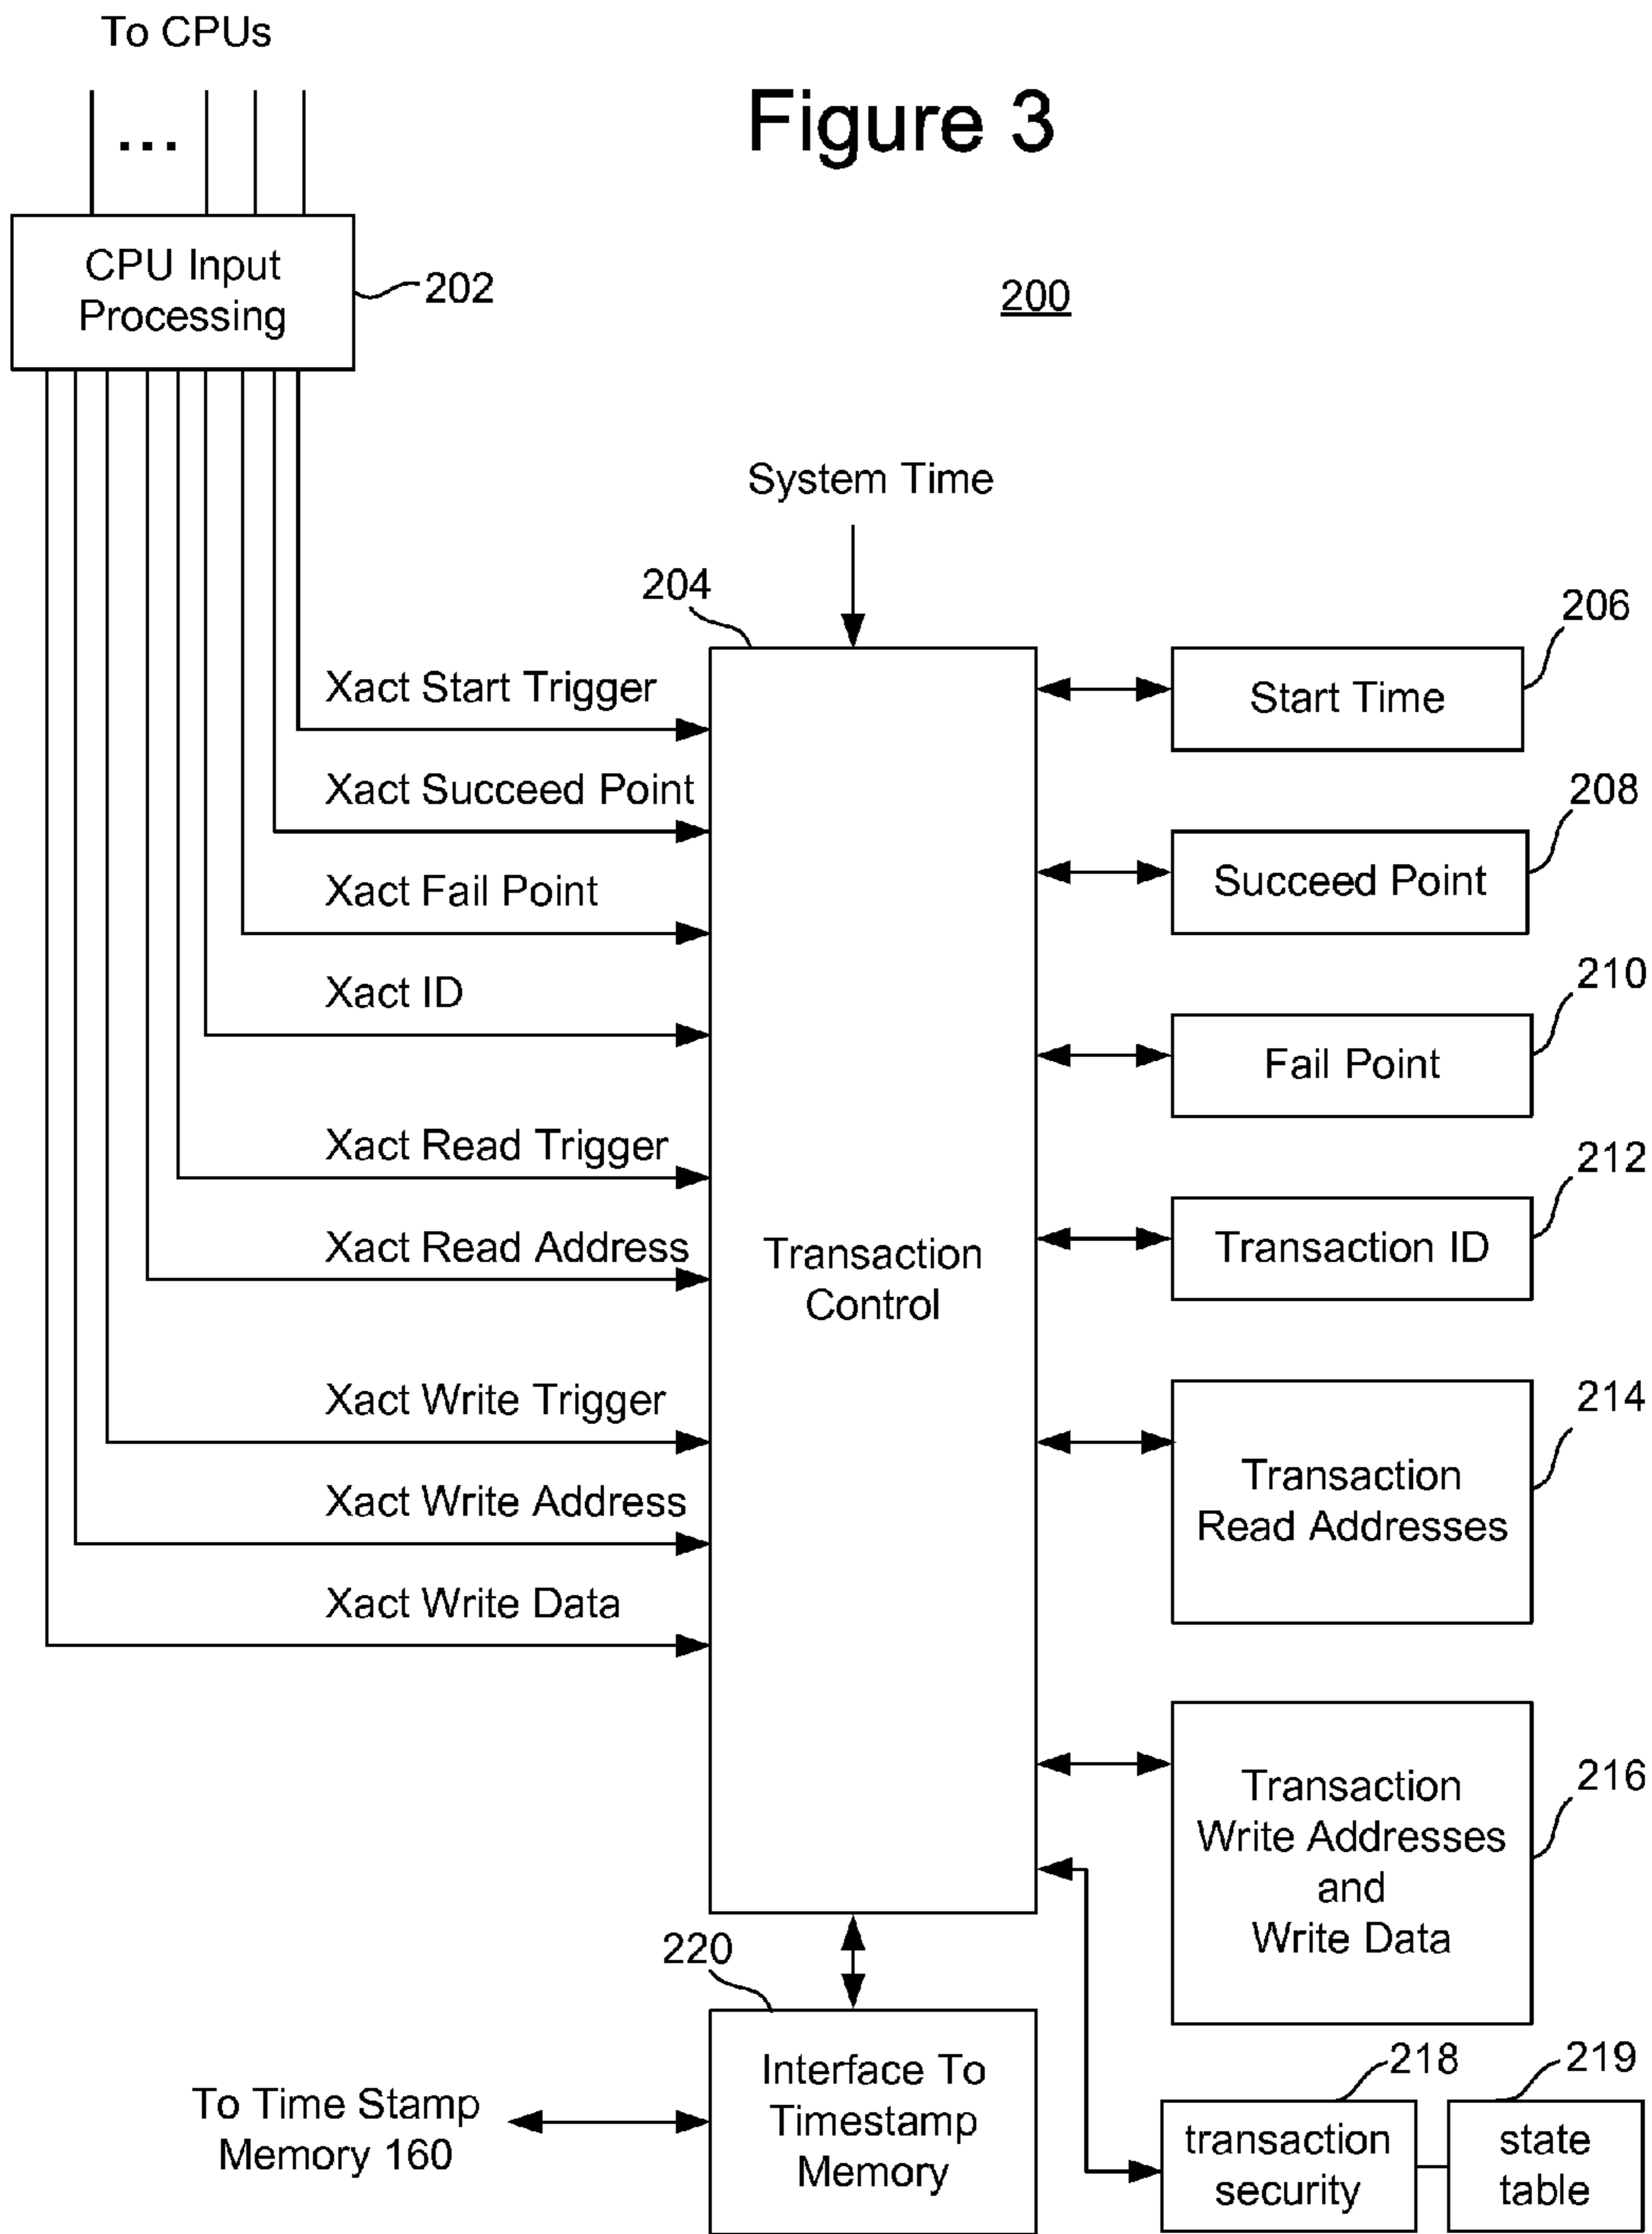 To CPUs
...
Figure 3
CPU Input
Processing
202
200
System Time
204
206
Xact Start Trigger
Start Time
Xact Succeed Point
208
Succeed Point
Xact Fail Point
210
Xact ID
Fail Point
Xact Read Trigger
212
Xact Read Address
Transaction
Control
Transaction ID
Xact Write Trigger
214
Transaction
Read Addresses
Xact Write Address
Xact Write Data
216
Transaction
Write Addresses
and
Write Data
220
218
219
To Time Stamp
Memory 160
Interface To
Timestamp
Memory
transaction
security
state
table